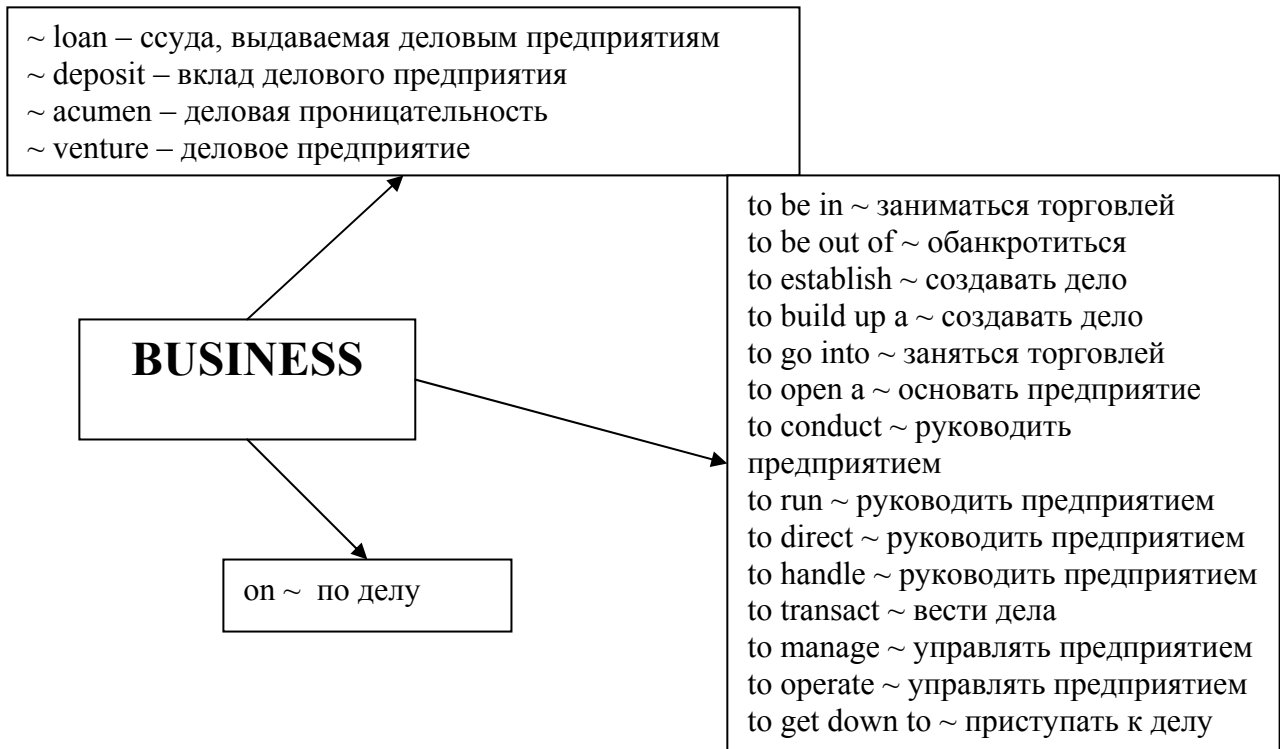 ~ loan – ссуда, выдаваемая деловым предприятиям
~ deposit – вклад делового предприятия
~ acumen – деловая проницательность
~ venture – деловое предприятие
BUSINESS
to be in ~ заниматься торговлей
to be out of ~ обанкротиться
to establish ~ создавать дело
to build up a ~ создавать дело
to go into ~ заняться торговлей
to open a ~ основать предприятие
to conduct ~ руководить
предприятием
to run ~ руководить предприятием
to direct ~ руководить предприятием
to handle ~ руководить предприятием
to transact ~ вести дела
to manage ~ управлять предприятием
to operate ~ управлять предприятием
to get down to ~ приступать к делу
on ~ по делу